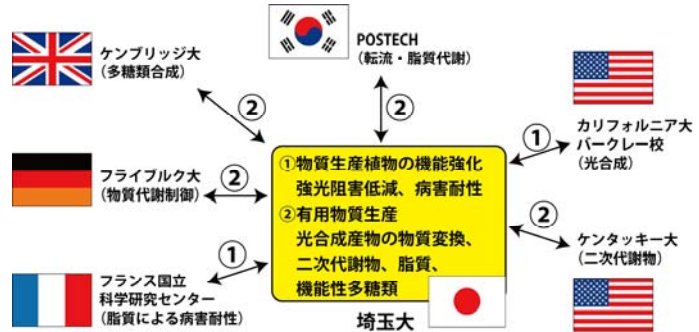 ケンブリッジ大
(多糖類合成)
②
POSTECH
(転流・脂質代謝)
②
カリフォルニア大
バークレー校
(光合成)
①
フライブルク大
(物質代謝制御)
②
①物質生産植物の機能強化
強光阻害低減、病害耐性
②有用物質生産
光合成産物の物質変換、
二次代謝物、脂質、
機能性多糖類
②
ケンタッキー大
(二次代謝物)
フランス国立
科学研究センター
(脂質による病害耐性)
①
埼玉大